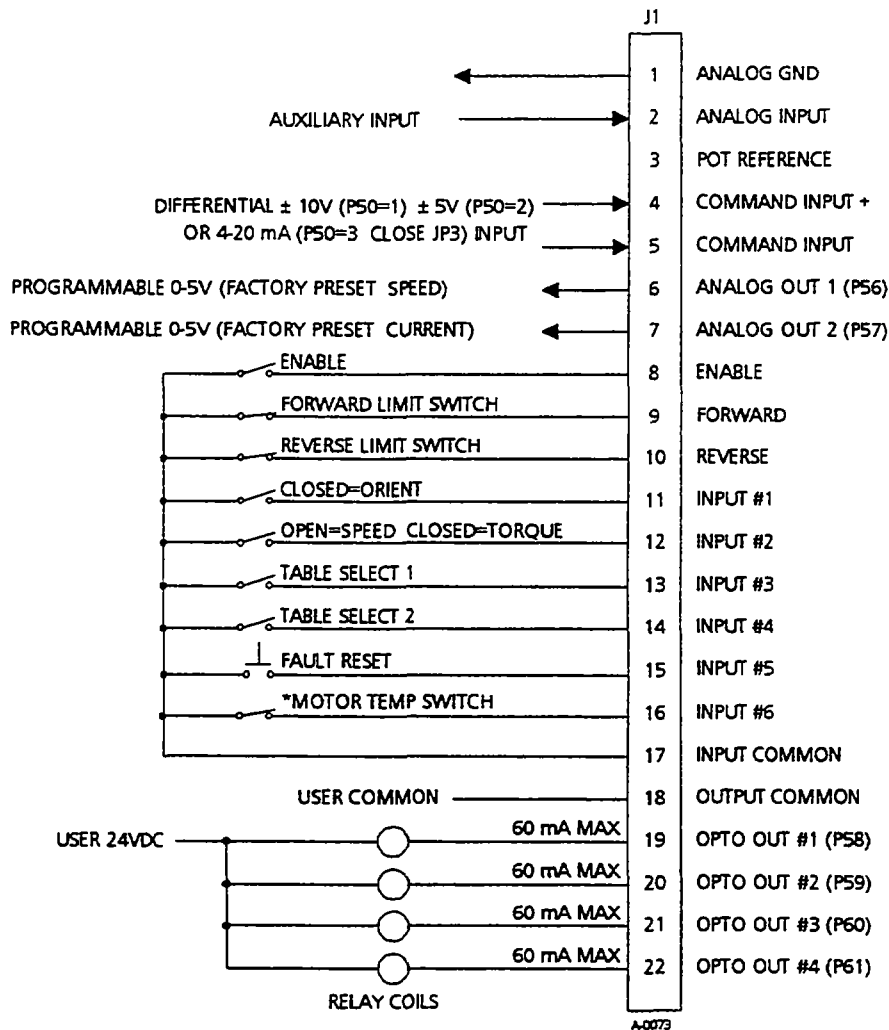 J1
1 ANALOG GND
AUXILIARY INPUT 2 ANALOG INPUT
3 POT REFERENCE
DIFFERENTIAL ± 10V (P50=1) ± 5V (P50=2) 4 COMMAND INPUT +
OR 4-20 mA (P50=3 CLOSE JP3) INPUT 5 COMMAND INPUT
PROGRAMMABLE 0-5V (FACTORY PRESET SPEED) 6 ANALOG OUT 1 (P56)
PROGRAMMABLE 0-5V (FACTORY PRESET CURRENT) 7 ANALOG OUT 2 (P57)
ENABLE 8 ENABLE
FORWARD LIMIT SWITCH 9 FORWARD
REVERSE LIMIT SWITCH 10 REVERSE
CLOSED=ORIENT 11 INPUT #1
OPEN=SPEED CLOSED=TORQUE 12 INPUT #2
TABLE SELECT 1 13 INPUT #3
TABLE SELECT 2 14 INPUT #4
FAULT RESET 15 INPUT #5
*MOTOR TEMP SWITCH 16 INPUT #6
17 INPUT COMMON
USER COMMON 18 OUTPUT COMMON
USER 24VDC 60 mA MAX 19 OPTO OUT #1 (P58)
60 mA MAX 20 OPTO OUT #2 (P59)
60 mA MAX 21 OPTO OUT #3 (P60)
60 mA MAX 22 OPTO OUT #4 (P61)
RELAY COILS
A-0073